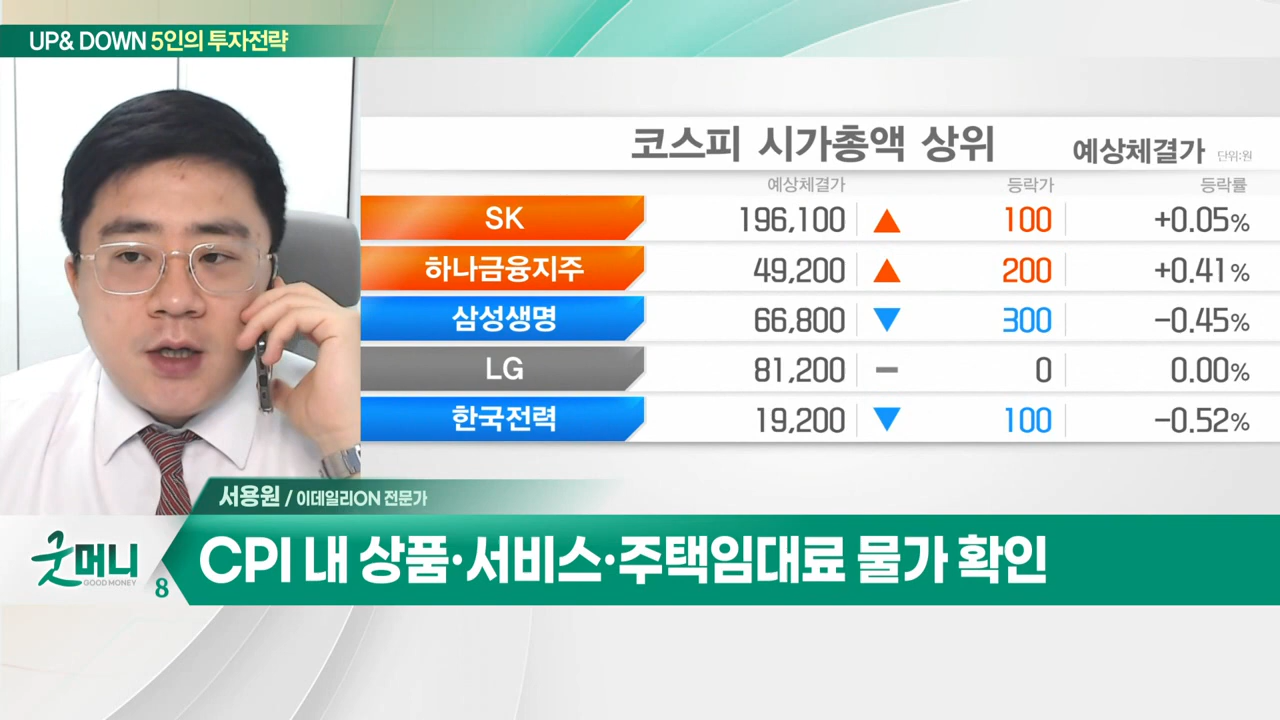 UP& DOWN 5인의 투자전략
코스피 시가총액 상위 예상체결가 단위:원
예상체결가 등락가 등락률
SK 196,100 ▲ 100 +0.05%
하나금융지주 49,200 ▲ 200 +0.41%
삼성생명 66,800 ▼ 300 -0.45%
LG 81,200 - 0 0.00%
한국전력 19,200 ▼ 100 -0.52%
서용원 / 이데일리ON 전문가
굿머니 GOOD MONEY 8
CPI 내 상품·서비스·주택임대료 물가 확인